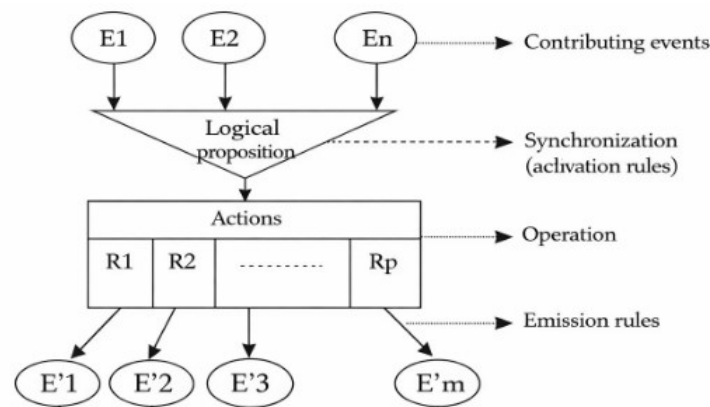 E1
E2
En
Contributing events
Logical
proposition
Synchronization
(activation rules)
Actions
Operation
R1
R2
Rp
Emission rules
E'1
E'2
E'3
E'm